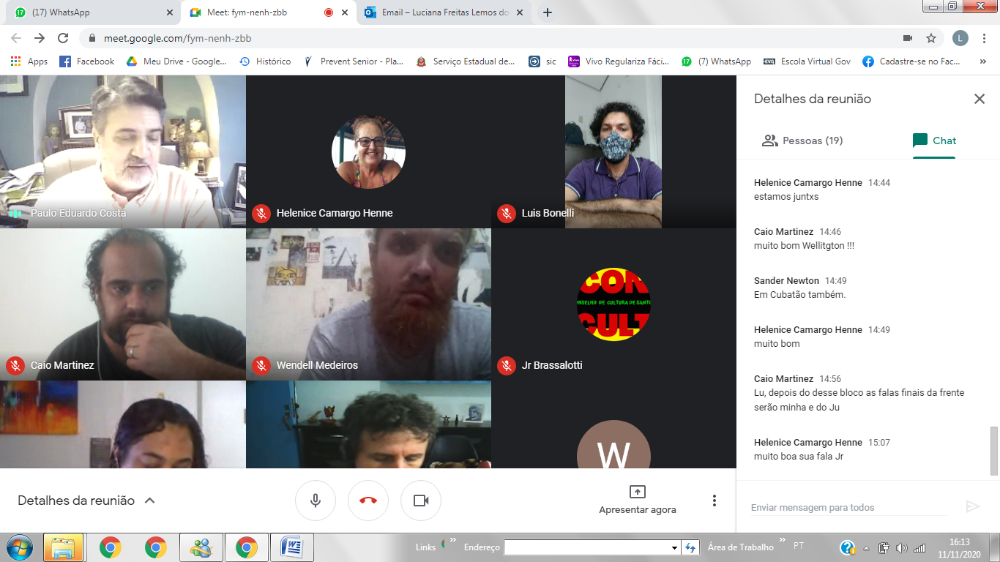 (17) WhatsApp
Meet: fym-nenh-zbb
Email – Luciana Freitas Lemos do
meet.google.com/fym-nenh-zbb
L
Apps
Facebook
Meu Drive - Google...
Histórico
Prevent Senior - Pla...
Serviço Estadual de...
sic
Vivo Regulariza Fáci...
(7) WhatsApp
Escola Virtual Gov
Cadastre-se no Fac...
Paulo Eduardo Costa
Helenice Camargo Henne
Luis Bonelli
Caio Martinez
Wendell Medeiros
CON
NSELHO DE CULTURA DE SANTO
CULT
Jr Brassalotti
W
Detalhes da reunião
Pessoas (19)
Chat
Helenice Camargo Henne 14:44
estamos juntxs
Caio Martinez 14:46
muito bom Wellitgton !!!
Sander Newton 14:49
Em Cubatão também.
Helenice Camargo Henne 14:49
muito bom
Caio Martinez 14:56
Lu, depois do desse bloco as falas finais da frente
serão minha e do Ju
Helenice Camargo Henne 15:07
muito boa sua fala Jr
Enviar mensagem para todos
Detalhes da reunião
Apresentar agora
Links
Endereço
Área de Trabalho
PT
16:13
11/11/2020